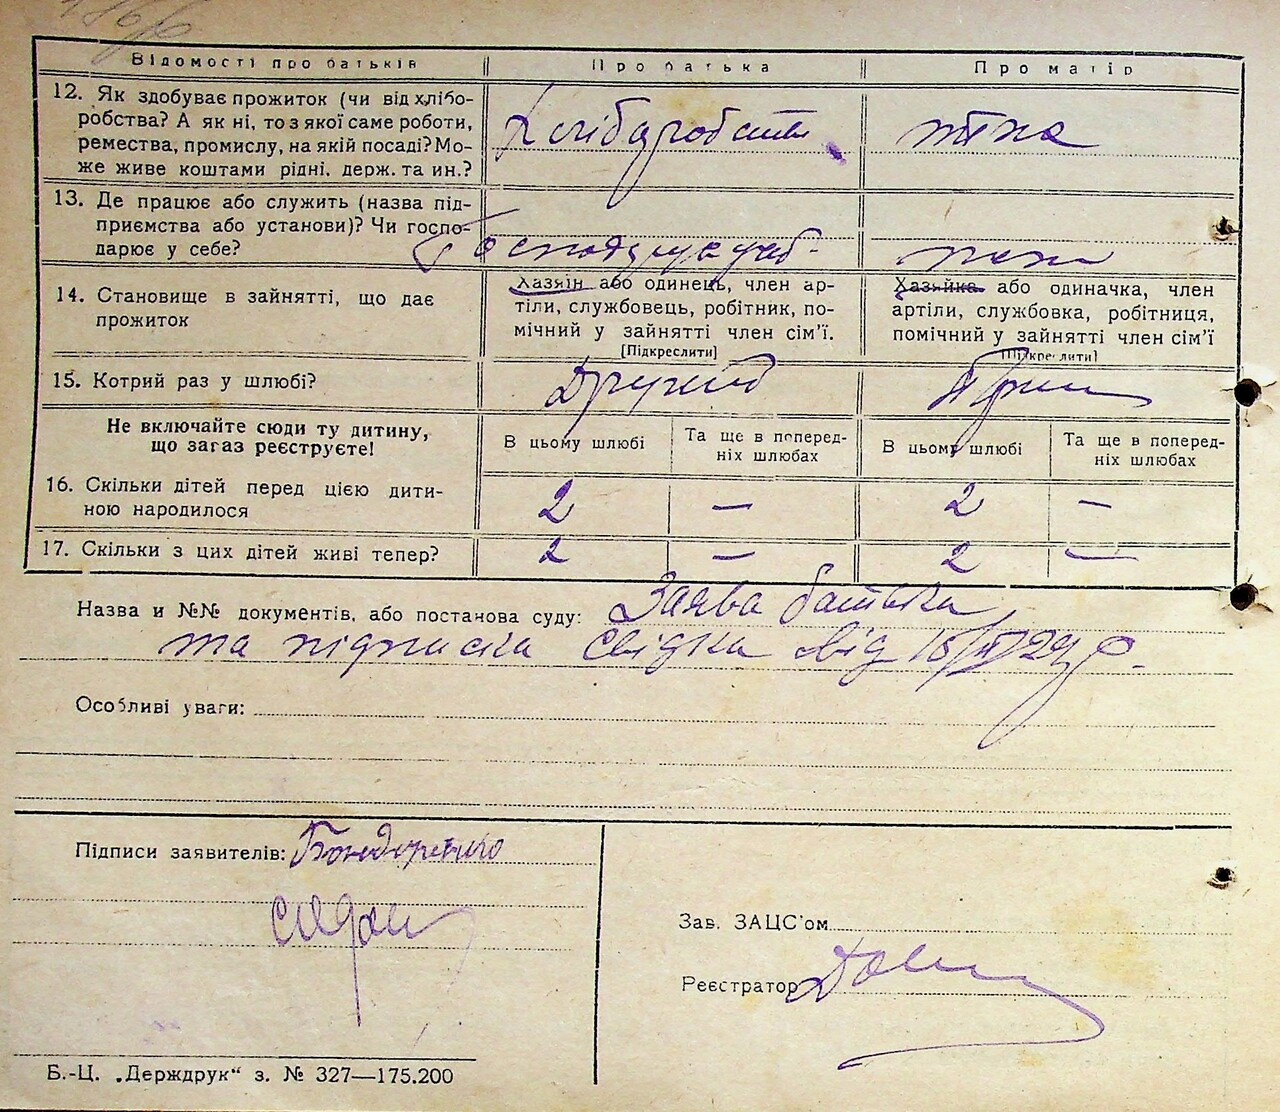 Відомості про батьків Про батька Про матір
12. Як здобуває прожиток (чи від хлібо-
робства? А як ні, то з якої саме роботи,
ремества, промислу, на якій посаді? Мо-
же живе коштами рідні, держ. та ин.?
Хліборобств
13. Де працює або служить (назва під-
приємства або установи)? Чи госпо-
дарює у себе?
14. Становище в зайнятті, що дає
прожиток
Хазяїн або одинець, член ар-
тілі, службовець, робітник, по-
мічний у зайнятті член сім'ї.
[Підкреслити]
Хазяйка або одиначка, член
артілі, службовка, робітниця,
помічний у зайнятті член сім'ї
[Підкреслити]
15. Котрий раз у шлюбі?
Другий
Не включайте сюди ту дитину,
що загаз реєструєте!
В цьому шлюбі
Та ще в поперед-
ніх шлюбах
В цьому шлюбі
Та ще в поперед-
ніх шлюбах
16. Скільки дітей перед цією дити-
ною народилося
2 — 2 —
17. Скільки з цих дітей живі тепер? 2 — 2 —
Назва и №№ документів, або постанова суду: Заява батька
та підписка свідка від 29 р.
Особливі уваги:
Підписи заявителів: Бондаренко
Зав. ЗАЦС'ом
Реєстратор
Б.-Ц. „Держдрук“ з. № 327—175.200